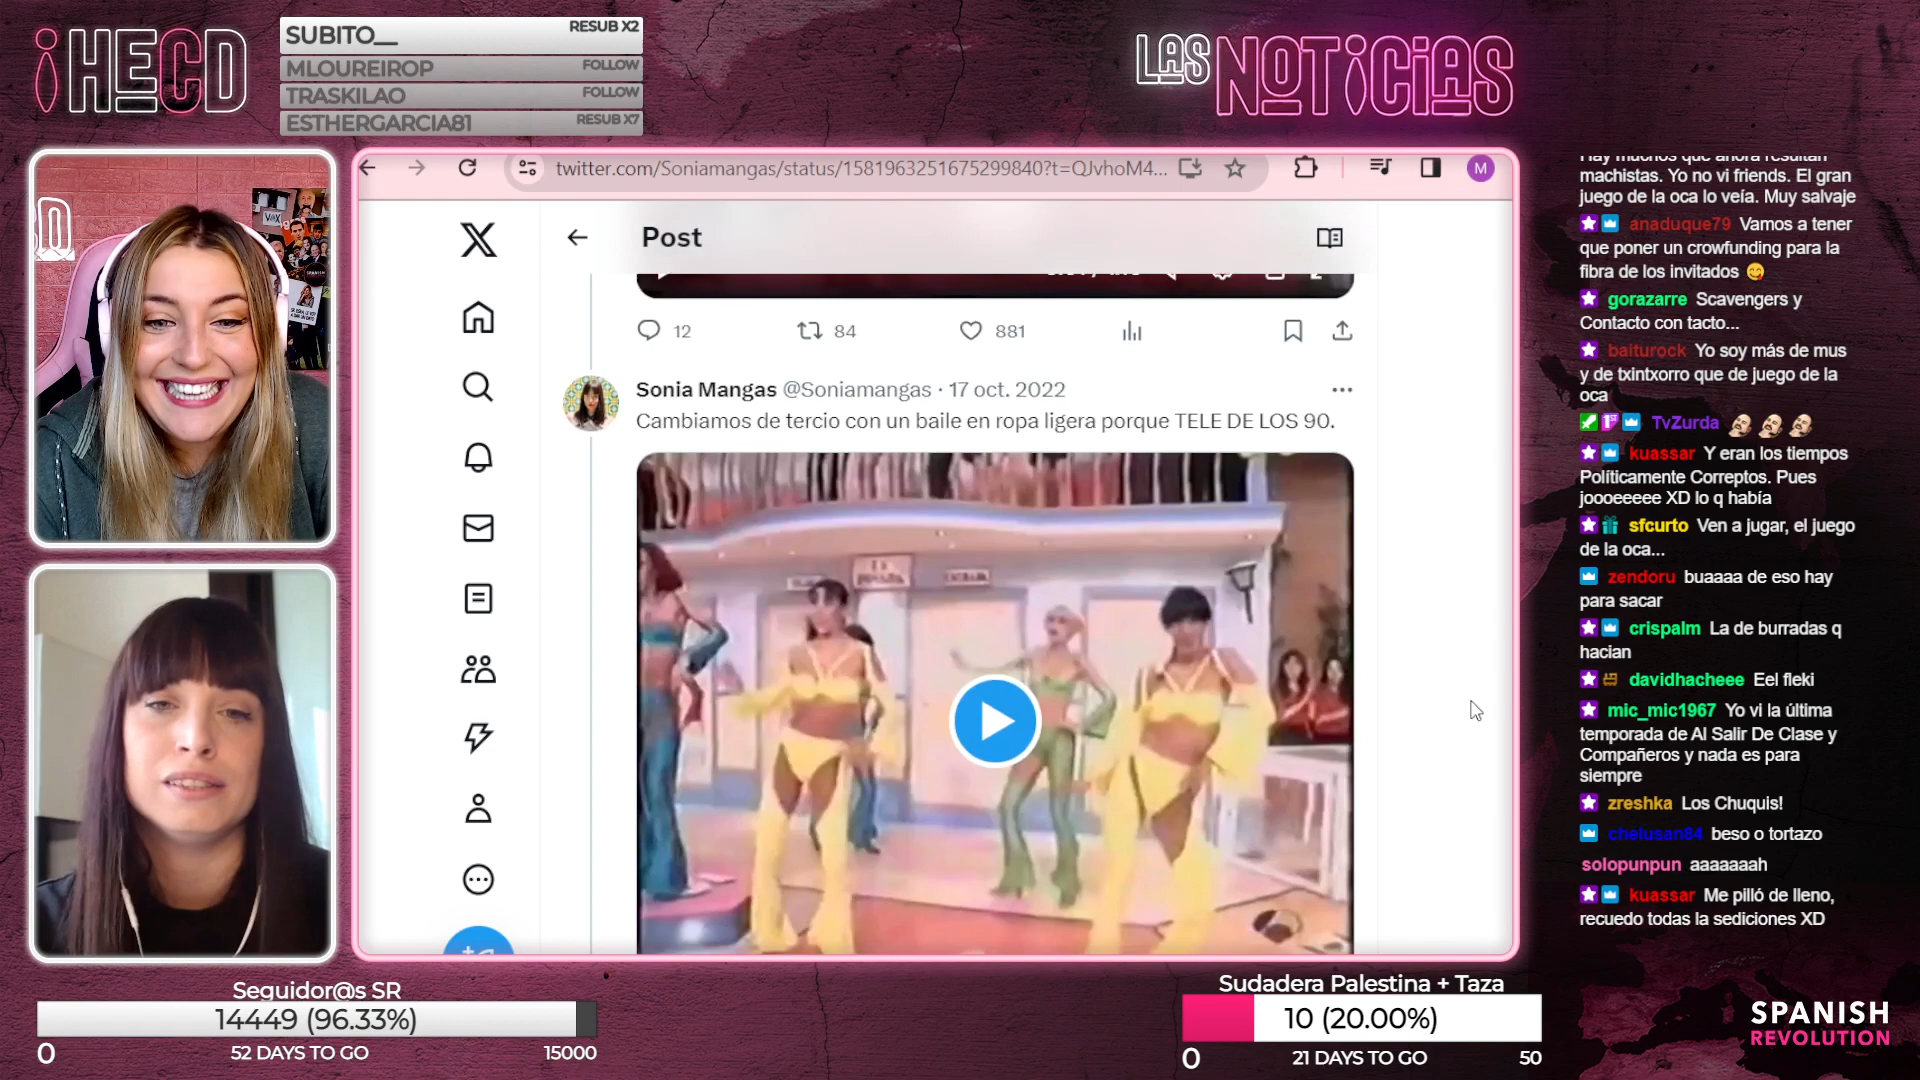 ¡HECD
SUBITO__ RESUB X2
MLOUREIROP FOLLOW
TRASKILAO FOLLOW
ESTHERGARCIA81 RESUB X7
LAS NOTICIAS
twitter.com/Soniamangas/status/1581963251675299840?t=QJvhoM4...
M
Post
12
84
881
Sonia Mangas @Soniamangas · 17 oct. 2022
Cambiamos de tercio con un baile en ropa ligera porque TELE DE LOS 90.
VOX
Hay muchos que ahora resultan
machistas. Yo no vi friends. El gran
juego de la oca lo veía. Muy salvaje
anaduque79 Vamos a tener
que poner un crowfunding para la
fibra de los invitados
gorazarre Scavengers y
Contacto con tacto...
baiturock Yo soy más de mus
y de txintxorro que de juego de la
oca
TvZurda
kuassar Y eran los tiempos
Políticamente Correptos. Pues
joooeeeee XD lo q había
sfcurto Ven a jugar, el juego
de la oca...
zendoru buaaaa de eso hay
para sacar
crispalm La de burradas q
hacian
davidhacheee Eel fleki
mic_mic1967 Yo vi la última
temporada de Al Salir De Clase y
Compañeros y nada es para
siempre
zreshka Los Chuquis!
chelusan84 beso o tortazo
solopunpun aaaaaaah
kuassar Me pilló de lleno,
recuedo todas la sediciones XD
Seguidor@s SR
14449 (96.33%)
0 52 DAYS TO GO 15000
Sudadera Palestina + Taza
10 (20.00%)
0 21 DAYS TO GO 50
SPANISH
REVOLUTION